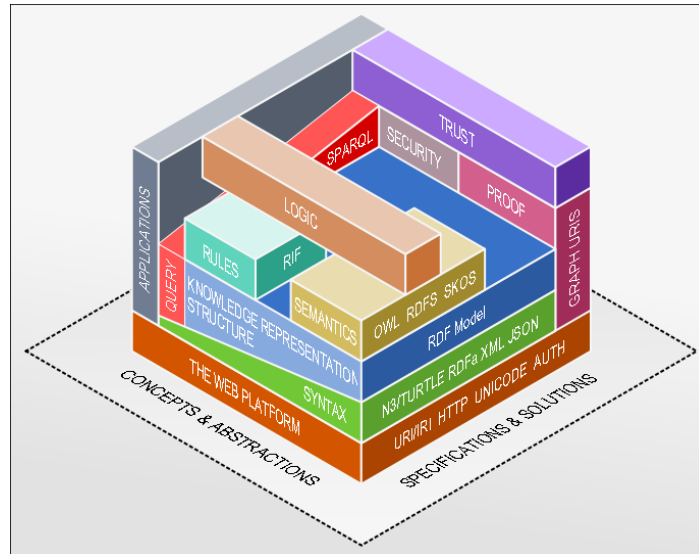 TRUST
SPARQL
SECURITY
PROOF
LOGIC
APPLICATIONS
RULES
RIF
GRAPH URIS
QUERY
KNOWLEDGE REPRESENTATION
STRUCTURE
SEMANTICS
OWL RDFS SKOS
RDF Model
SYNTAX
N3/TURTLE RDFa XML JSON
THE WEB PLATFORM
URI/IRI HTTP UNICODE AUTH
CONCEPTS & ABSTRACTIONS
SPECIFICATIONS & SOLUTIONS